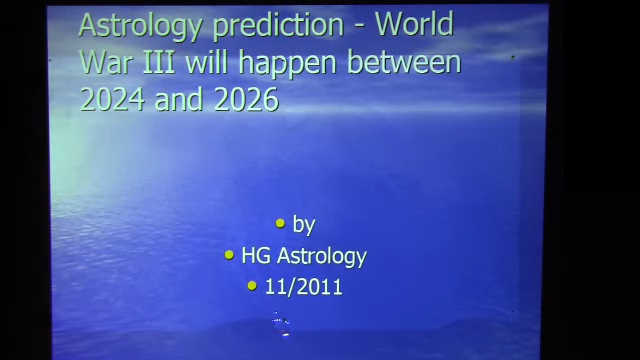 Astrology prediction - World
War III will happen between
2024 and 2026
by
HG Astrology
11/2011